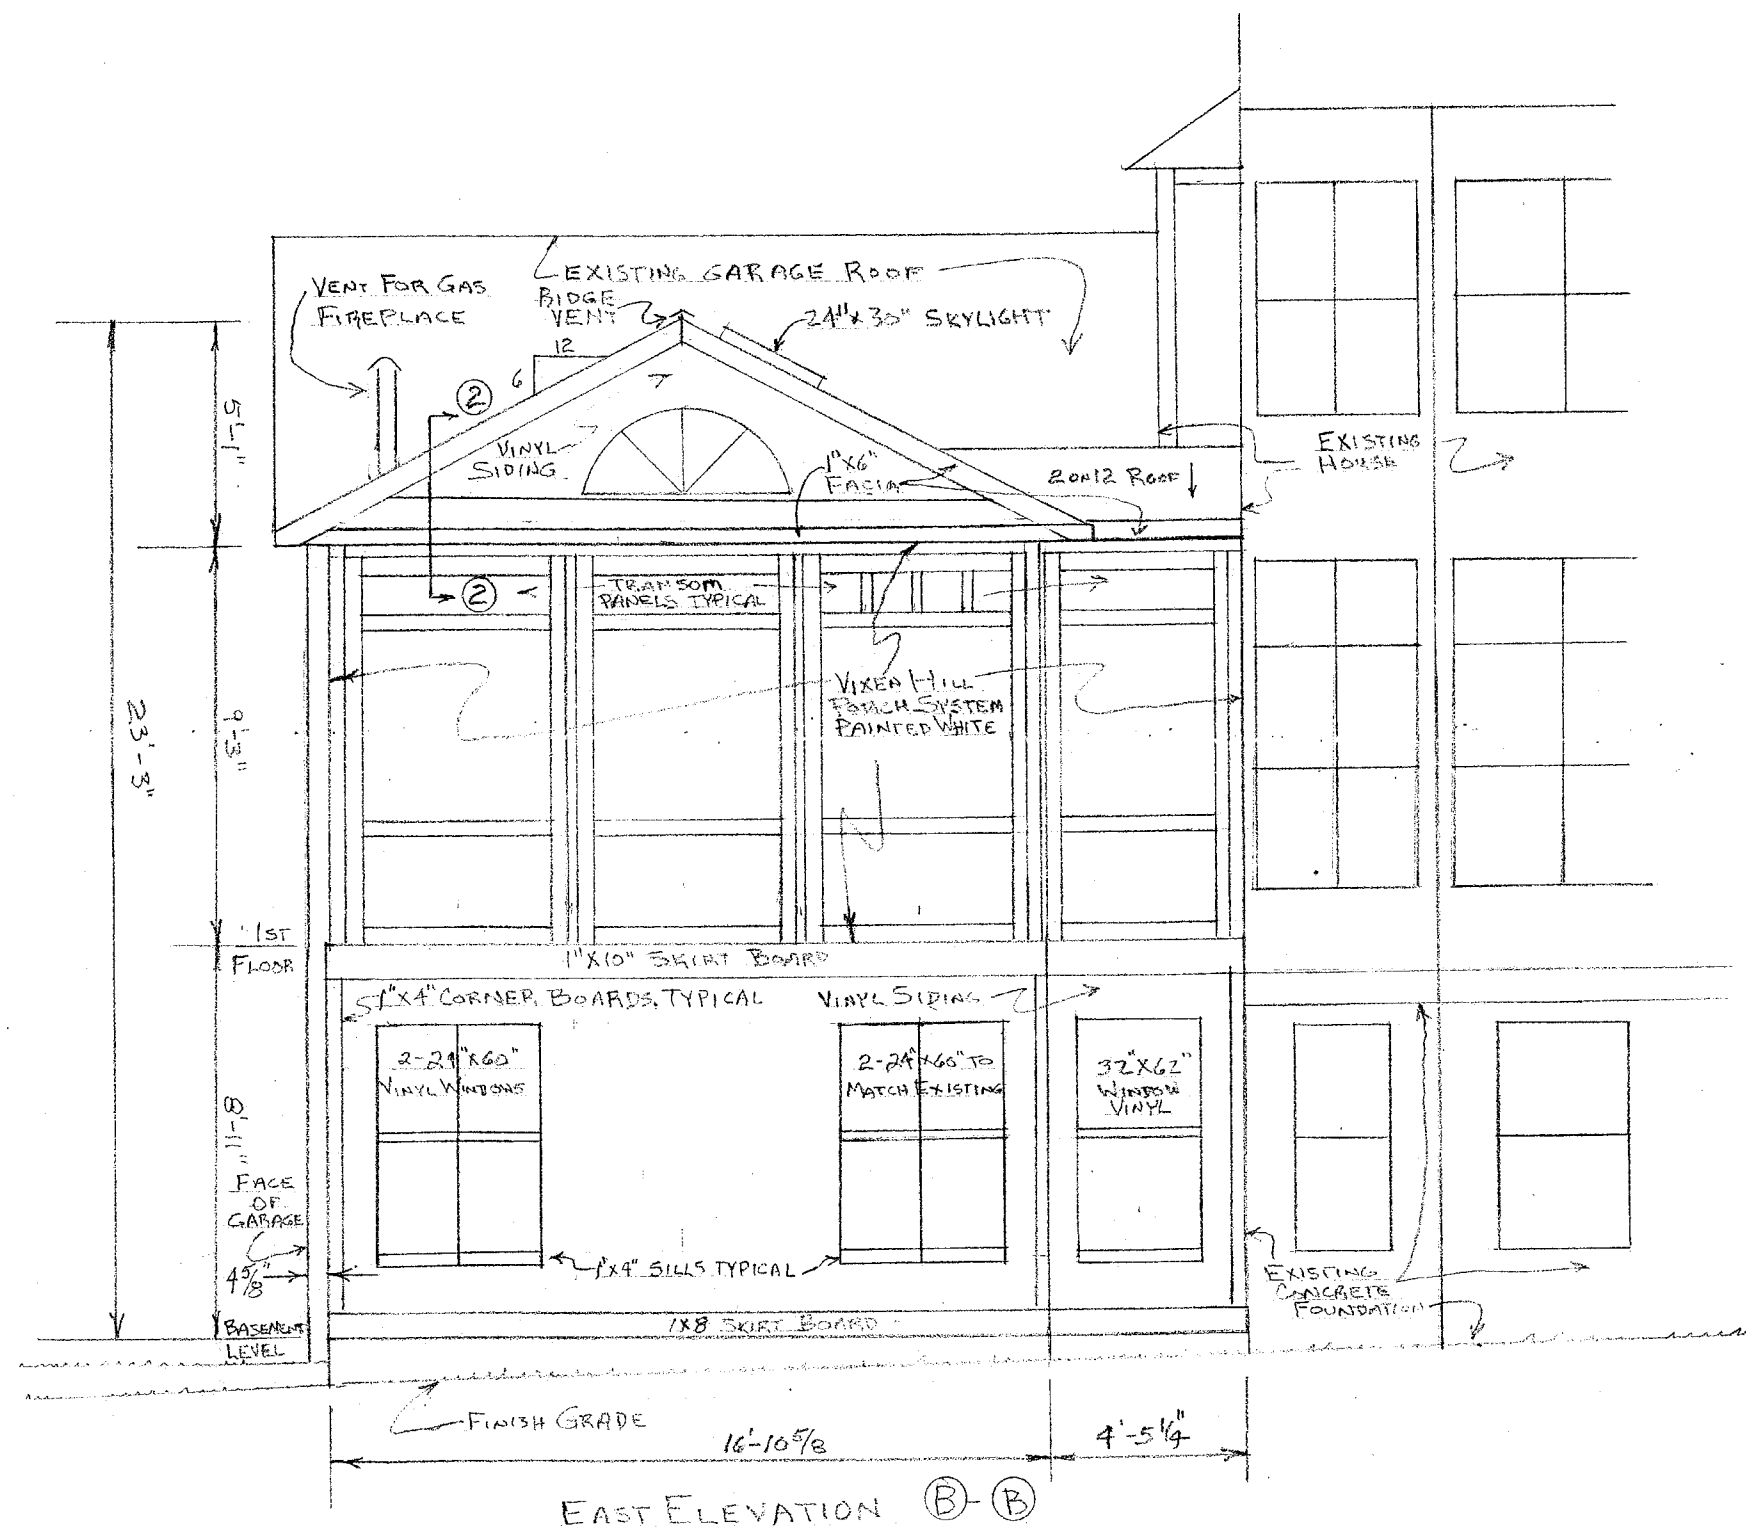 EXISTING GARAGE ROOF
VENT FOR GAS
FIREPLACE
BIDGE
VENT
24"X30" SKYLIGHT
12
6
2
5'-1"
VINYL
SIDING
1"X6"
FACIA
2 ON 12 ROOF
EXISTING
HOUSE
2
TRANSOM
PANELS TYPICAL
VIXEN HILL
PORCH SYSTEM
PAINTED WHITE
23'-3"
9'-3"
1ST
FLOOR
1"X10" SKIRT BOARD
1"X4" CORNER BOARDS TYPICAL
VINYL SIDING
2-24"X60"
VINYL WINDOWS
2-24"X60" TO
MATCH EXISTING
32"X62"
WINDOW
VINYL
8'-11"
FACE
OF
GARAGE
4 5/8"
1"X4" SILLS TYPICAL
EXISTING
CONCRETE
FOUNDATION
BASEMENT
LEVEL
1X8 SKIRT BOARD
FINISH GRADE
16'-10 5/8
4'-5 1/4"
EAST ELEVATION B-B